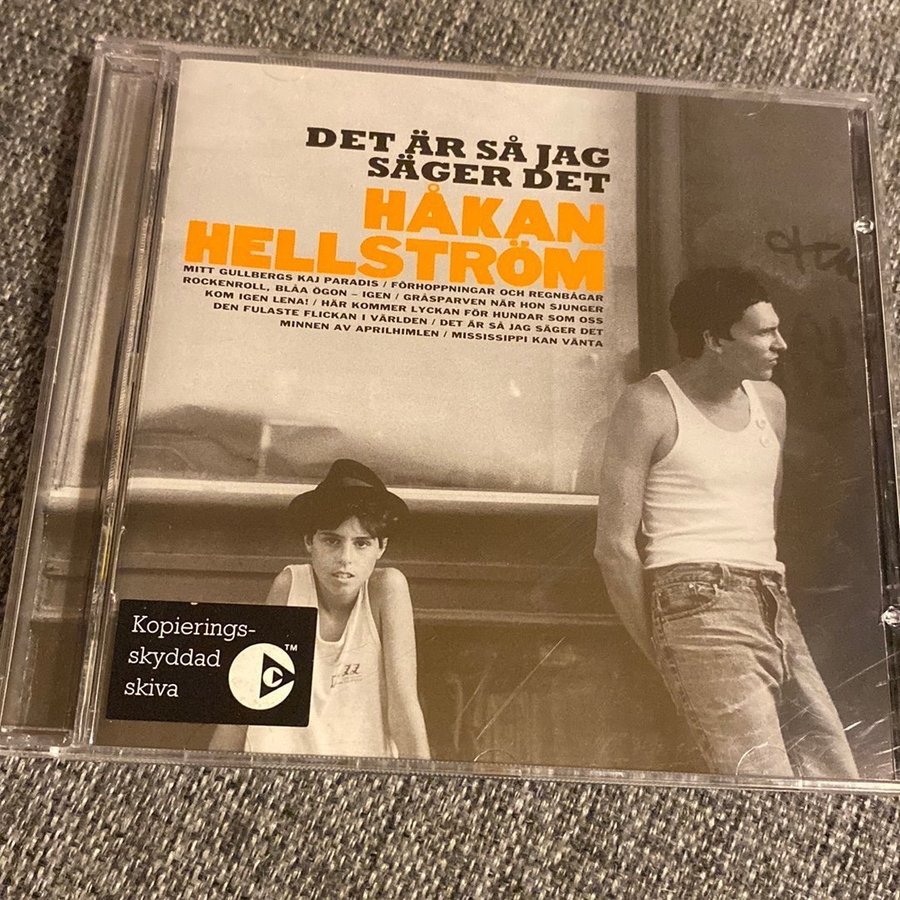 DET ÄR SÅ JAG
SÄGER DET
HÅKAN
HELLSTRÖM
MITT GULLBERGS KAJ PARADIS / FÖRHOPPNINGAR OCH REGNBÅGAR
ROCKENROLL, BLÅA ÖGON – IGEN / GRÅSPARVEN NÄR HON SJUNGER
KOM IGEN LENA! / HÄR KOMMER LYCKAN FÖR HUNDAR SOM OSS
DEN FULASTE FLICKAN I VÄRLDEN / DET ÄR SÅ JAG SÄGER DET
MINNEN AV APRILHIMLEN / MISSISSIPPI KAN VÄNTA
Kopierings-
skyddad
skiva
C
TM